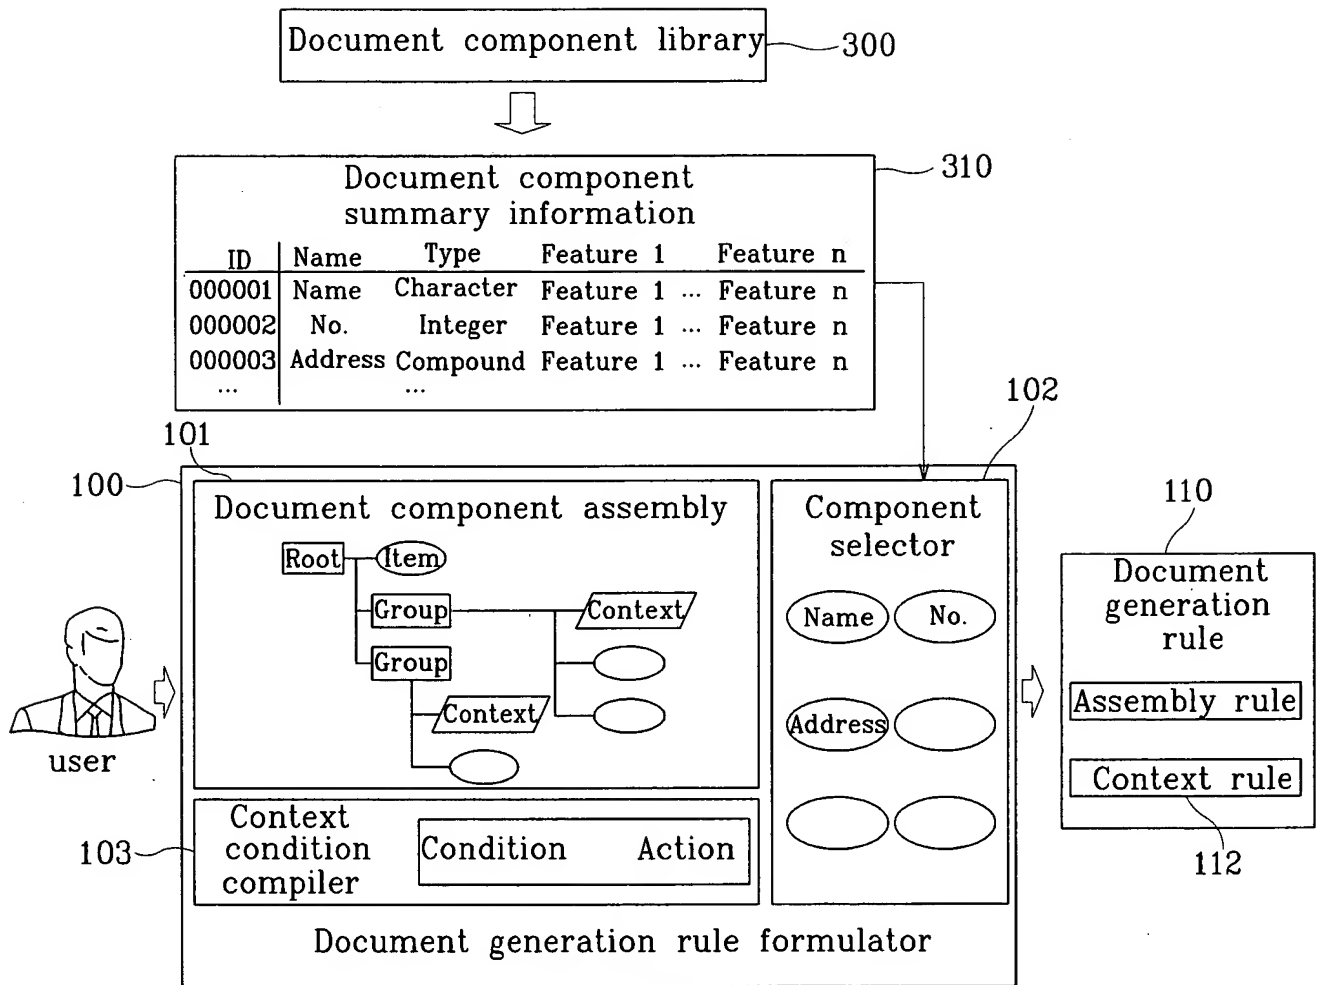 Document component library
300
Document component
summary information
310
ID Name Type Feature 1 Feature n
000001 Name Character Feature 1 ... Feature n
000002 No. Integer Feature 1 ... Feature n
000003 Address Compound Feature 1 ... Feature n
... ...
101
102
100
Document component assembly
Root Item
Group Context
Group
Context
Component
selector
Name No.
Address
110
Document
generation
rule
Assembly rule
Context rule
112
user
103
Context
condition
compiler
Condition Action
Document generation rule formulator